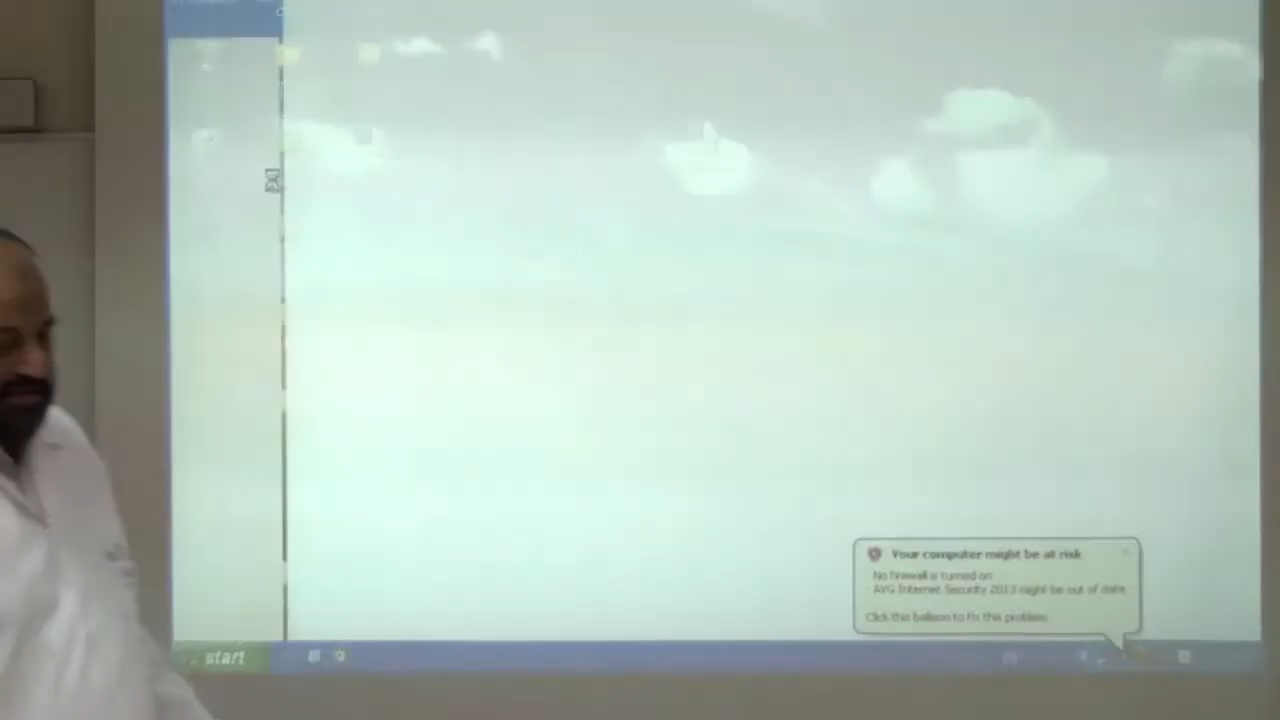 Your computer might be at risk
No firewall is turned on
AVG Internet Security 2013 might be out of date
Click this balloon to fix this problem.
start